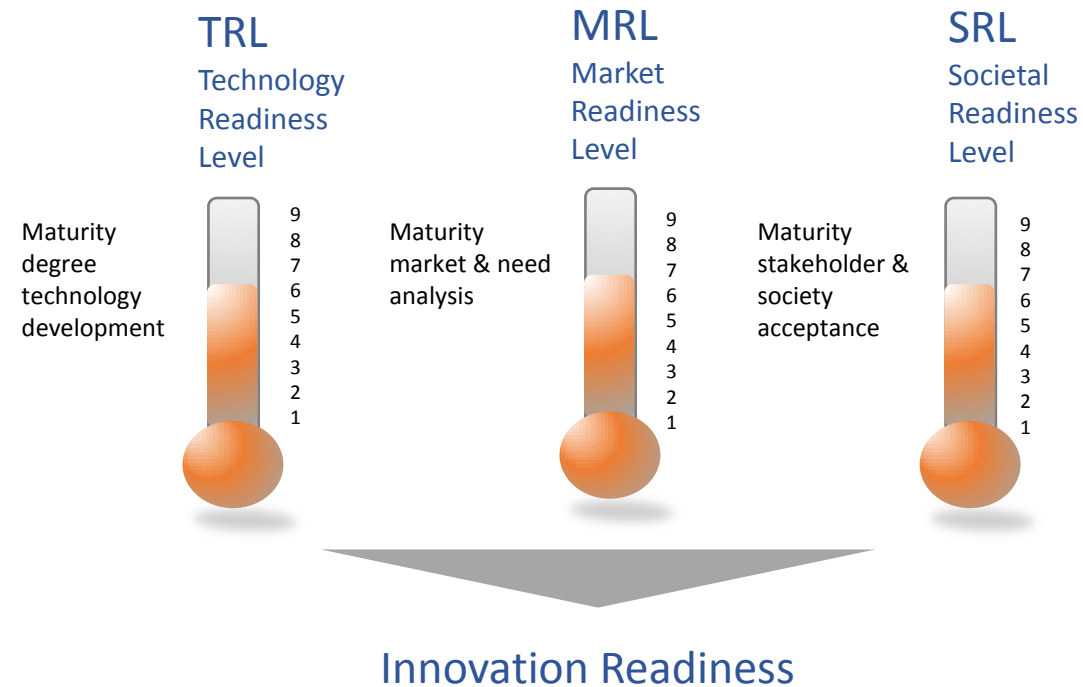 TRL
Technology
Readiness
Level
Maturity
degree
technology
development
9
8
7
6
5
4
3
2
1
MRL
Market
Readiness
Level
Maturity
market & need
analysis
9
8
7
6
5
4
3
2
1
SRL
Societal
Readiness
Level
Maturity
stakeholder &
society
acceptance
9
8
7
6
5
4
3
2
1
Innovation Readiness